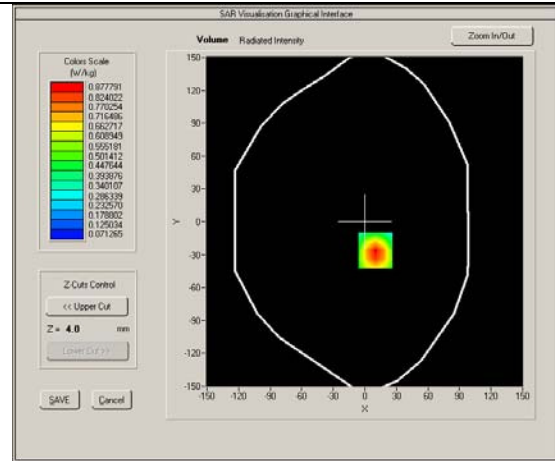 SAR Visualisation Graphical Interface
Volume Radiated Intensity
Zoom In/Out
Colors Scale
(W/kg)
0.877791
0.824022
0.770254
0.716486
0.662717
0.608949
0.555181
0.501412
0.447644
0.393876
0.340107
0.286339
0.232570
0.178802
0.125034
0.071265
Z-Cuts Control
<< Upper Cut
Z = 4.0 mm
Lower Cut >>
SAVE Cancel
150
120
90
60
30
0
-30
-60
-90
-120
-150
Y
-150 -120 -90 -60 -30 0 30 60 90 120 150
X